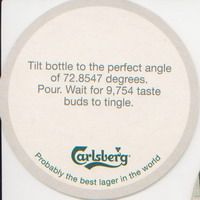 Tilt bottle to the perfect angle
of 72.8547 degrees.
Pour. Wait for 9,754 taste
buds to tingle.
Carlsberg
Probably the best lager in the world